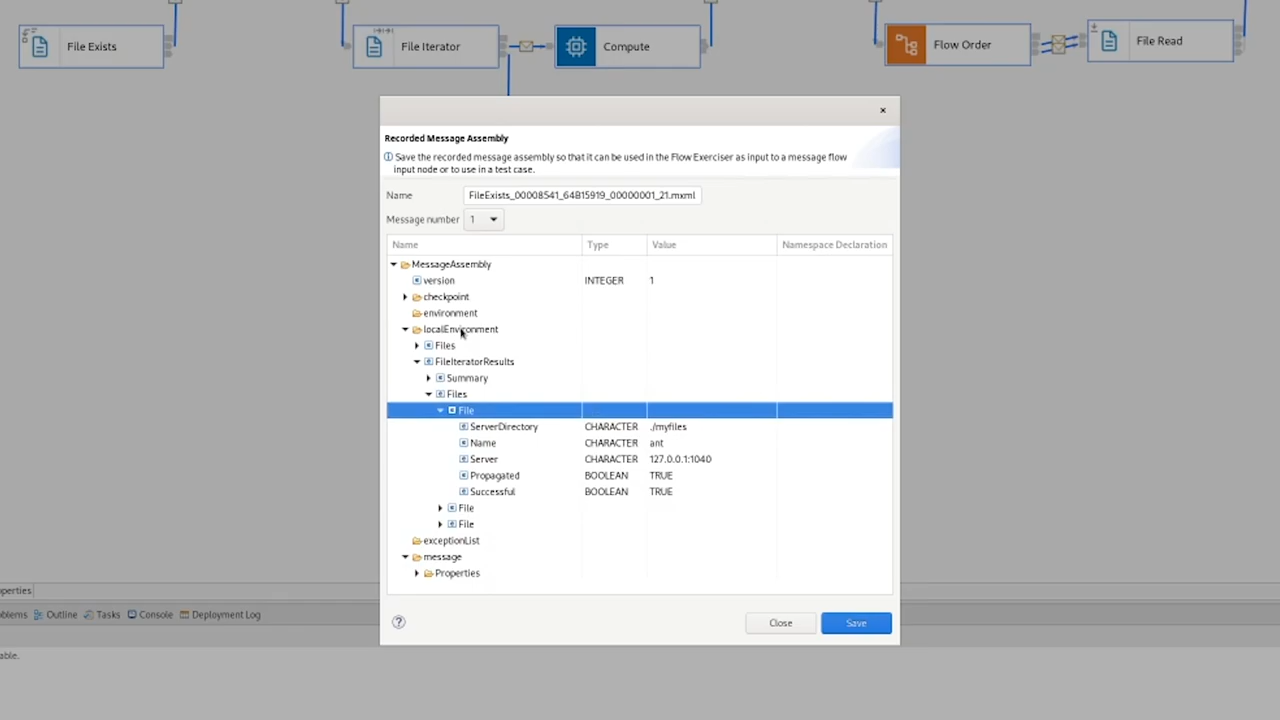 File Exists
File Iterator
Compute
Flow Order
File Read
×
Recorded Message Assembly
Save the recorded message assembly so that it can be used in the Flow Exerciser as input to a message flow
input node or to use in a test case.
Name FileExists_00008541_64B15919_00000001_21.mxml
Message number 1
Name Type Value Namespace Declaration
MessageAssembly
version INTEGER 1
checkpoint
environment
localEnvironment
Files
FileIteratorResults
Summary
Files
File
ServerDirectory CHARACTER ./myfiles
Name CHARACTER ant
Server CHARACTER 127.0.0.1:1040
Propagated BOOLEAN TRUE
Successful BOOLEAN TRUE
File
File
exceptionList
message
Properties
perties
oblems Outline Tasks Console Deployment Log
? Close Save
able.